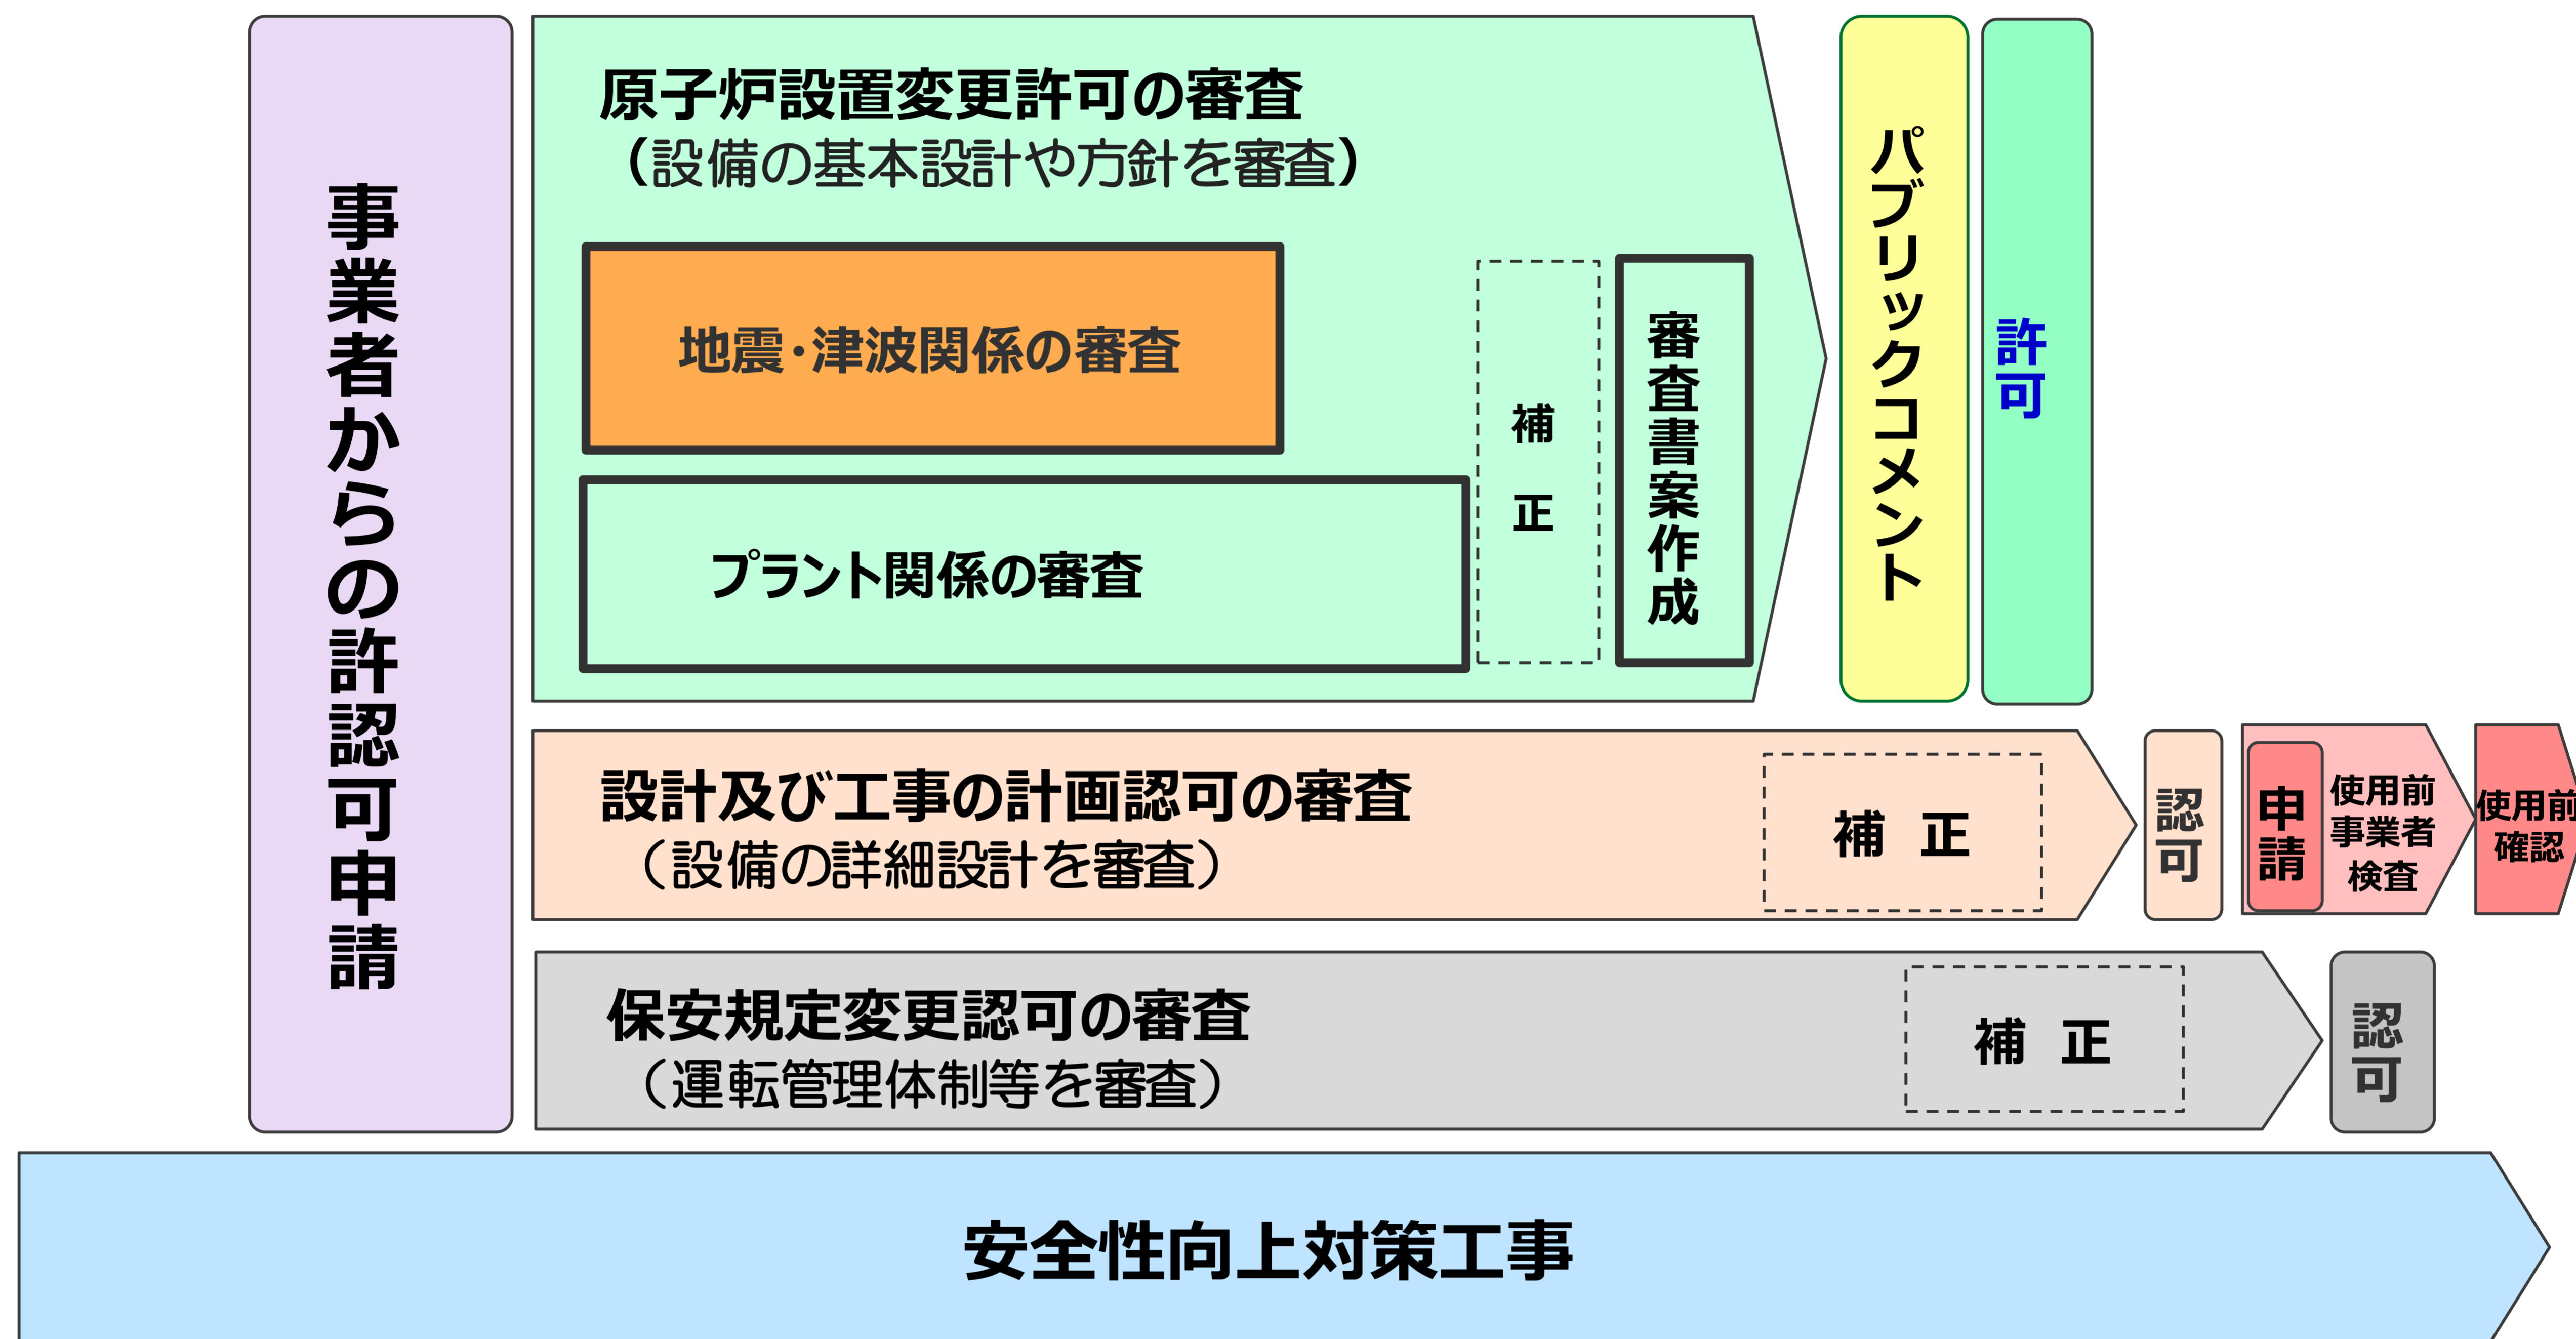 事業者からの許認可申請
原子炉設置変更許可の審査
（設備の基本設計や方針を審査）
地震・津波関係の審査
プラント関係の審査
補正
審査書案作成
パブリックコメント
許可
設計及び工事の計画認可の審査
（設備の詳細設計を審査）
補 正
認可
申請
使用前
事業者
検査
使用前
確認
保安規定変更認可の審査
（運転管理体制等を審査）
補 正
認可
安全性向上対策工事